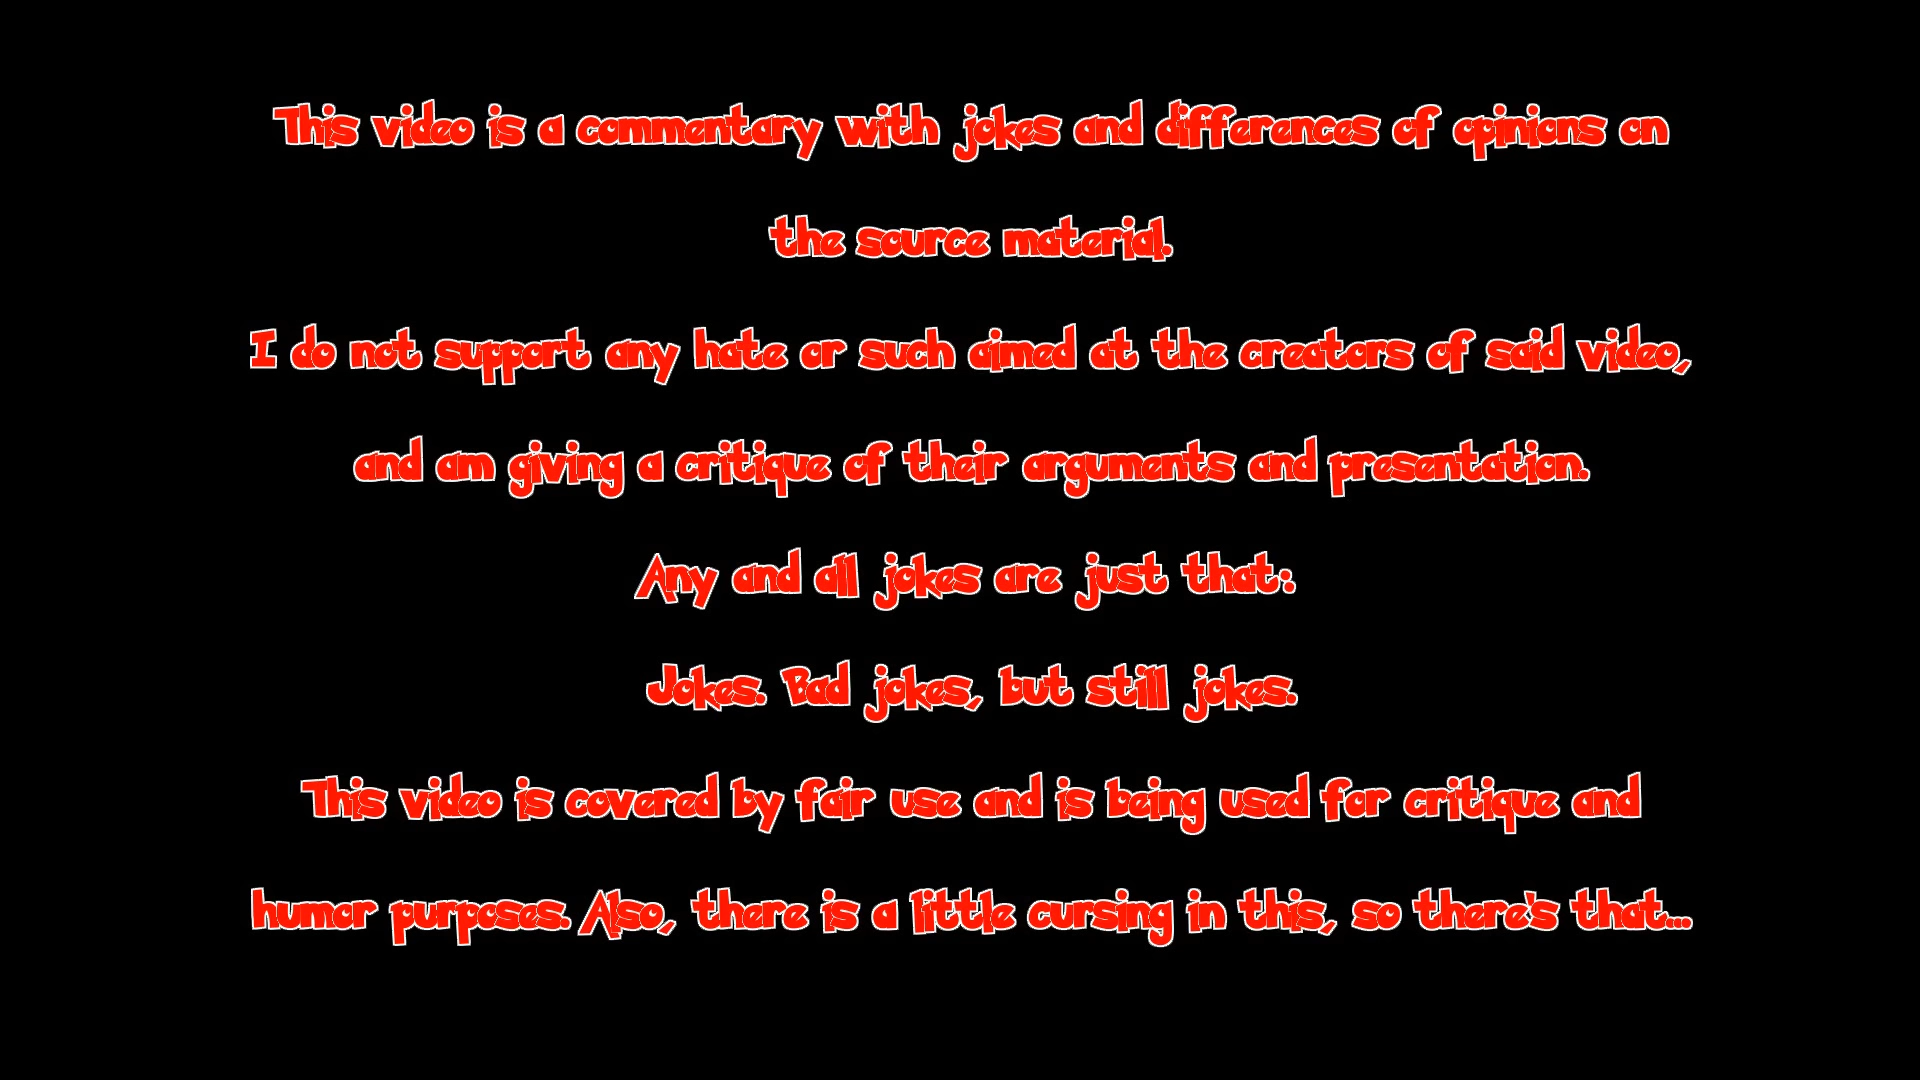 This video is a commentary with jokes and differences of opinions on
the source material.
I do not support any hate or such aimed at the creators of said video,
and am giving a critique of their arguments and presentation.
Any and all jokes are just that:
Jokes. Bad jokes, but still jokes.
This video is covered by fair use and is being used for critique and
humor purposes. Also, there is a little cursing in this, so there's that...